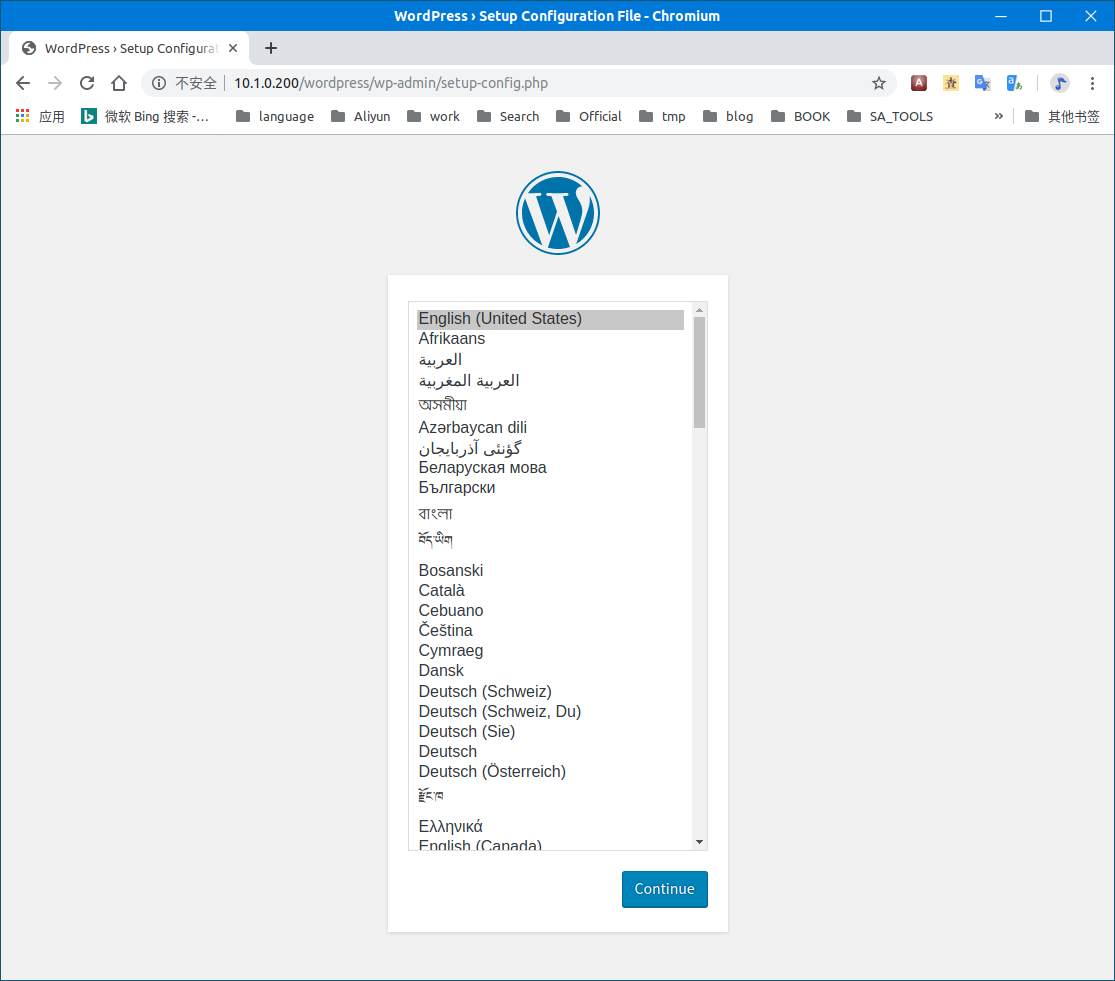 WordPress › Setup Configuration File - Chromium
WordPress › Setup Configurat
不安全 | 10.1.0.200/wordpress/wp-admin/setup-config.php
应用 微软 Bing 搜索 -... language Aliyun work Search Official tmp blog BOOK SA_TOOLS » 其他书签
English (United States)
Afrikaans
العربية
العربية المغربية
অসমীয়া
Azərbaycan dili
گؤنئی آذربایجان
Беларуская мова
Български
বাংলা
བོད་ཡིག
Bosanski
Català
Cebuano
Čeština
Cymraeg
Dansk
Deutsch (Schweiz)
Deutsch (Schweiz, Du)
Deutsch (Sie)
Deutsch
Deutsch (Österreich)
རྫོང་ཁ
Ελληνικά
English (Canada)
Continue